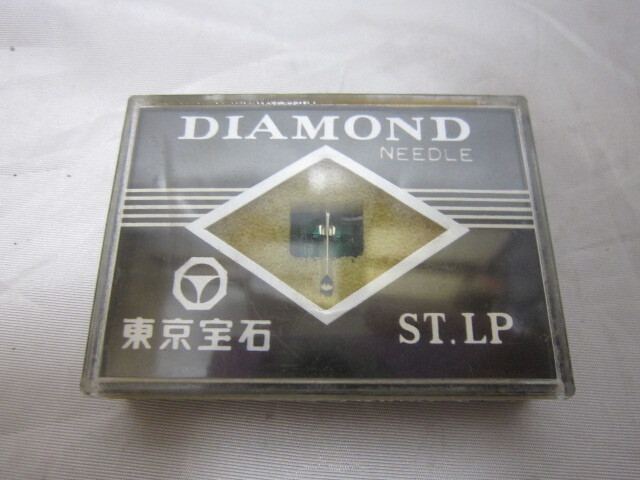 DIAMOND
NEEDLE
東京宝石
ST.LP